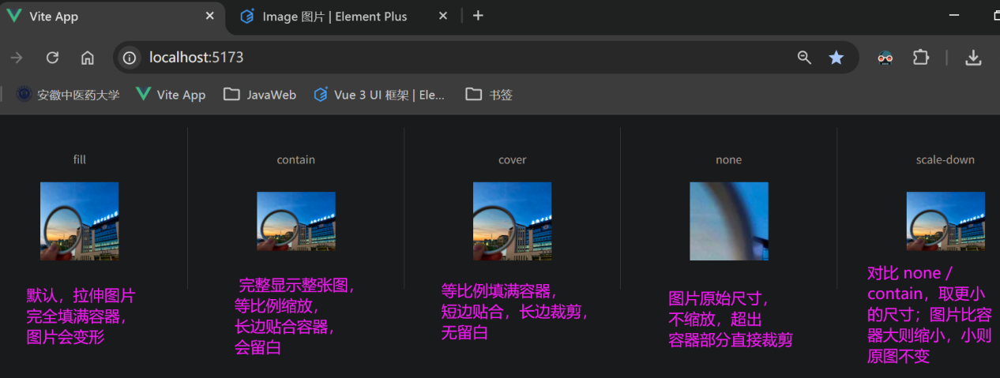 Vite App
Image 图片 | Element Plus
localhost:5173
安徽中医药大学
Vite App
JavaWeb
Vue 3 UI 框架 | Ele...
书签
fill
contain
cover
none
scale-down
默认，拉伸图片
完全填满容器，
图片会变形
完整显示整张图，
等比例缩放，
长边贴合容器，
会留白
等比例填满容器，
短边贴合，长边裁剪，
无留白
图片原始尺寸，
不缩放，超出
容器部分直接裁剪
对比 none /
contain，取更小
的尺寸；图片比容
器大则缩小，小则
原图不变